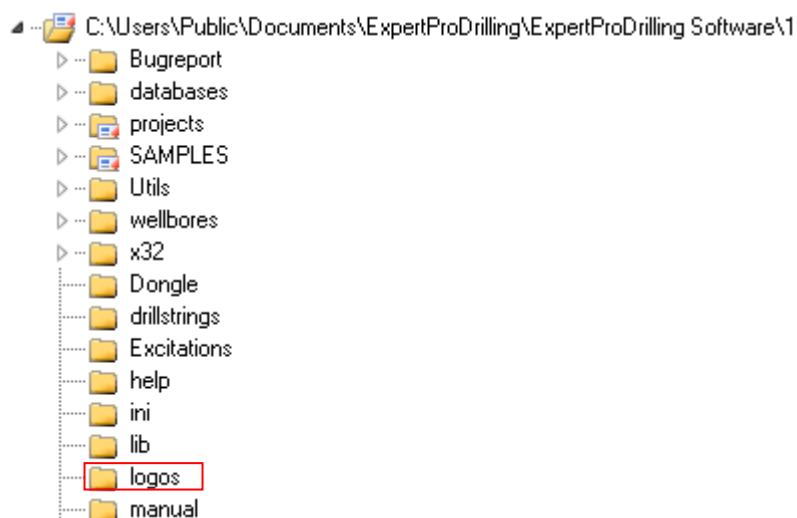 C:\Users\Public\Documents\ExpertProDrilling\ExpertProDrilling Software\1
Bugreport
databases
projects
SAMPLES
Utils
wellbores
x32
Dongle
drillstrings
Excitations
help
ini
lib
logos
manual